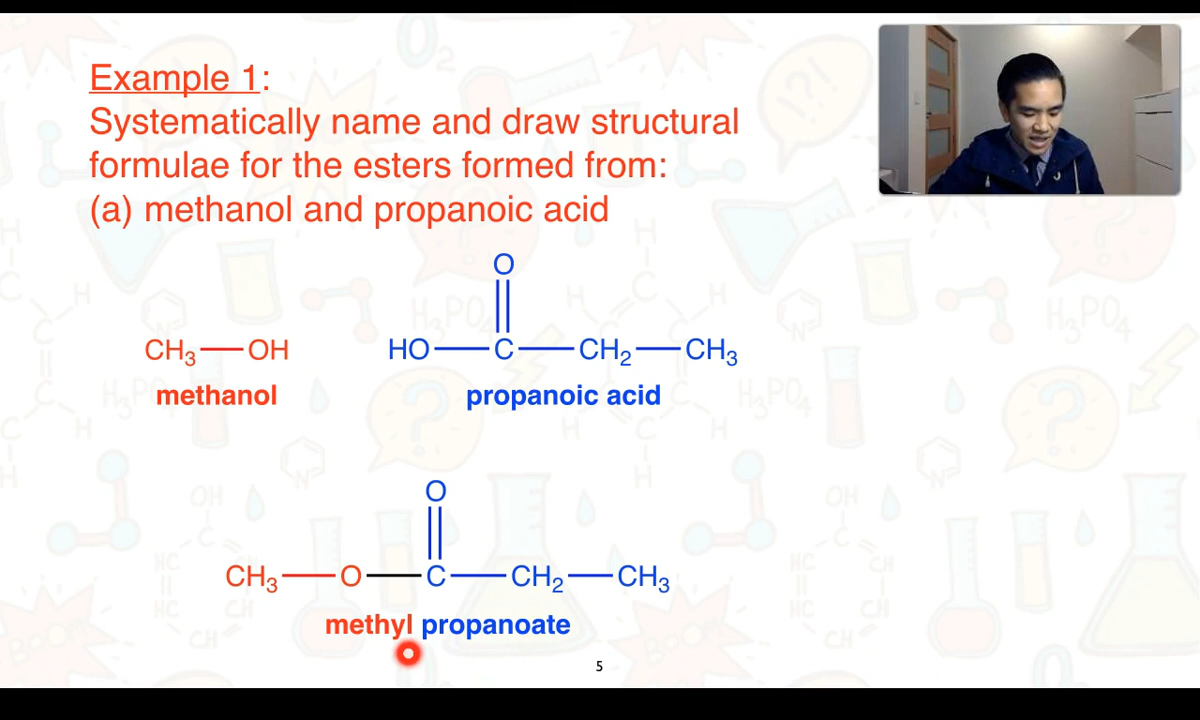 Example 1:
Systematically name and draw structural
formulae for the esters formed from:
(a) methanol and propanoic acid
O
CH₃—OH
HO—C—CH₂—CH₃
methanol
propanoic acid
O
CH₃—O—C—CH₂—CH₃
methyl propanoate
5